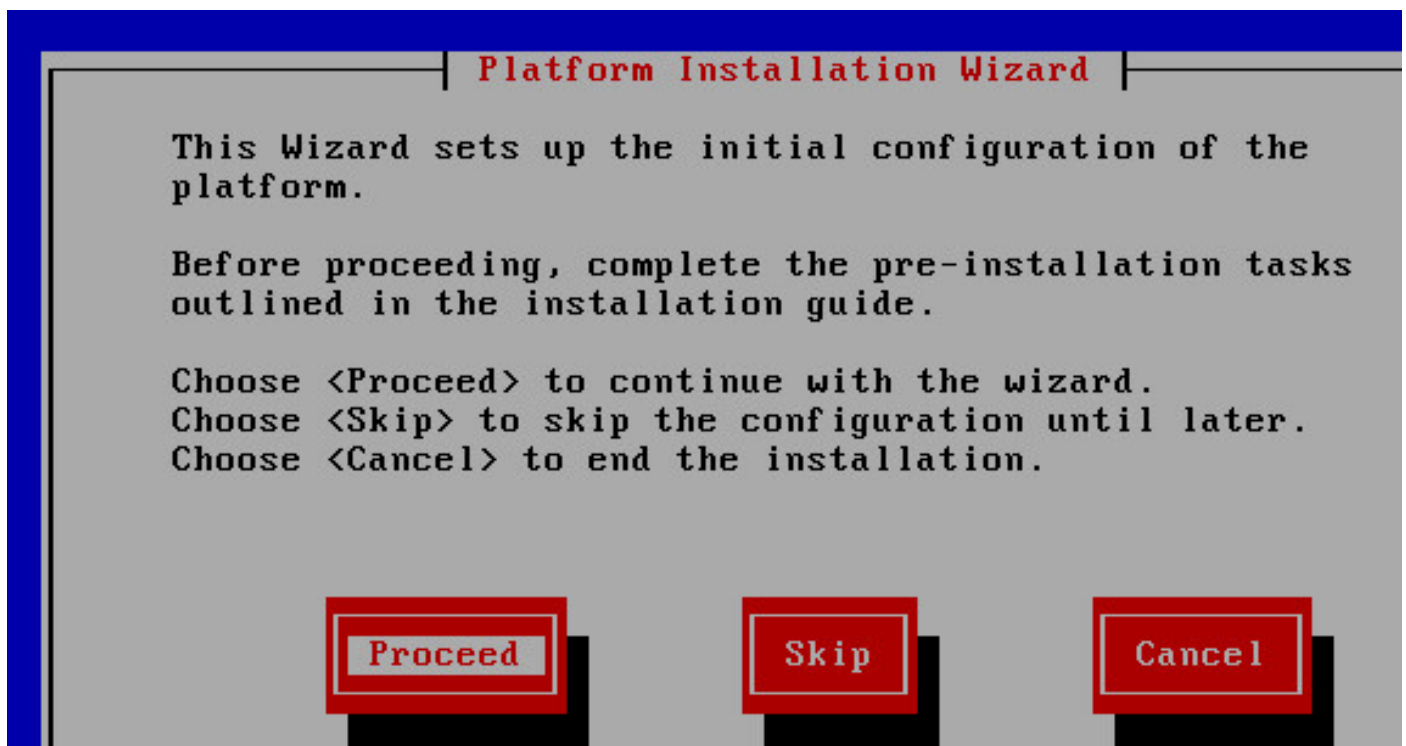 Platform Installation Wizard
This Wizard sets up the initial configuration of the
platform.
Before proceeding, complete the pre-installation tasks
outlined in the installation guide.
Choose <Proceed> to continue with the wizard.
Choose <Skip> to skip the configuration until later.
Choose <Cancel> to end the installation.
Proceed Skip Cancel